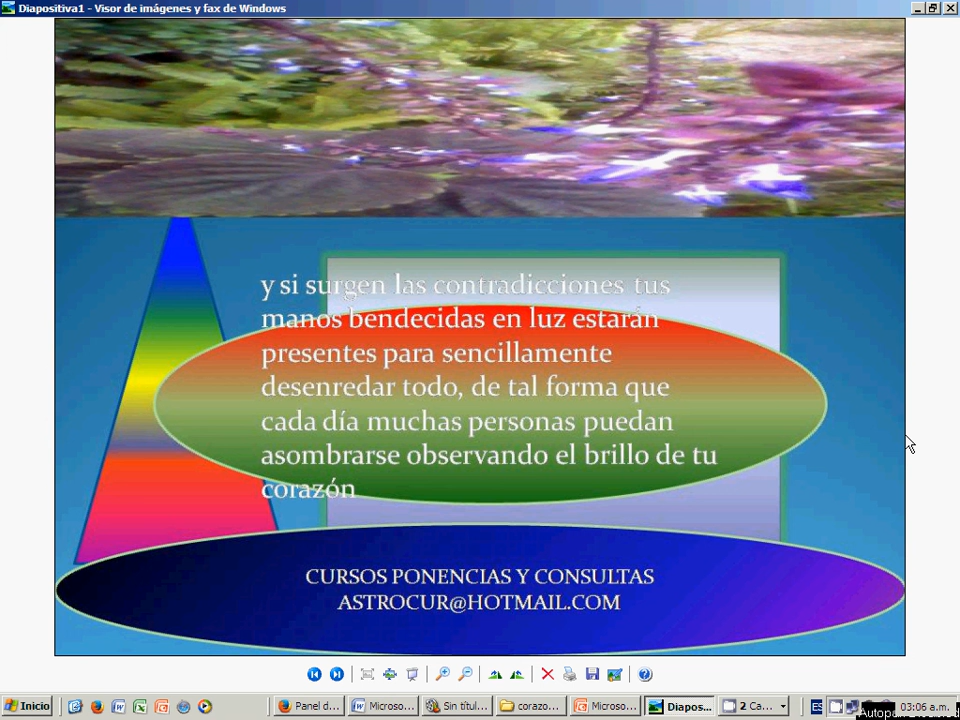 Diapositiva1 - Visor de imágenes y fax de Windows
y si surgen las contradicciones tus
manos bendecidas en luz estarán
presentes para sencillamente
desenredar todo, de tal forma que
cada día muchas personas puedan
asombrarse observando el brillo de tu
corazón
CURSOS PONENCIAS Y CONSULTAS
ASTROCUR@HOTMAIL.COM
Inicio
Panel d...
Microso...
Sin títul...
corazo...
Microso...
Diapos...
2 Ca...
ES
03:06 a.m.